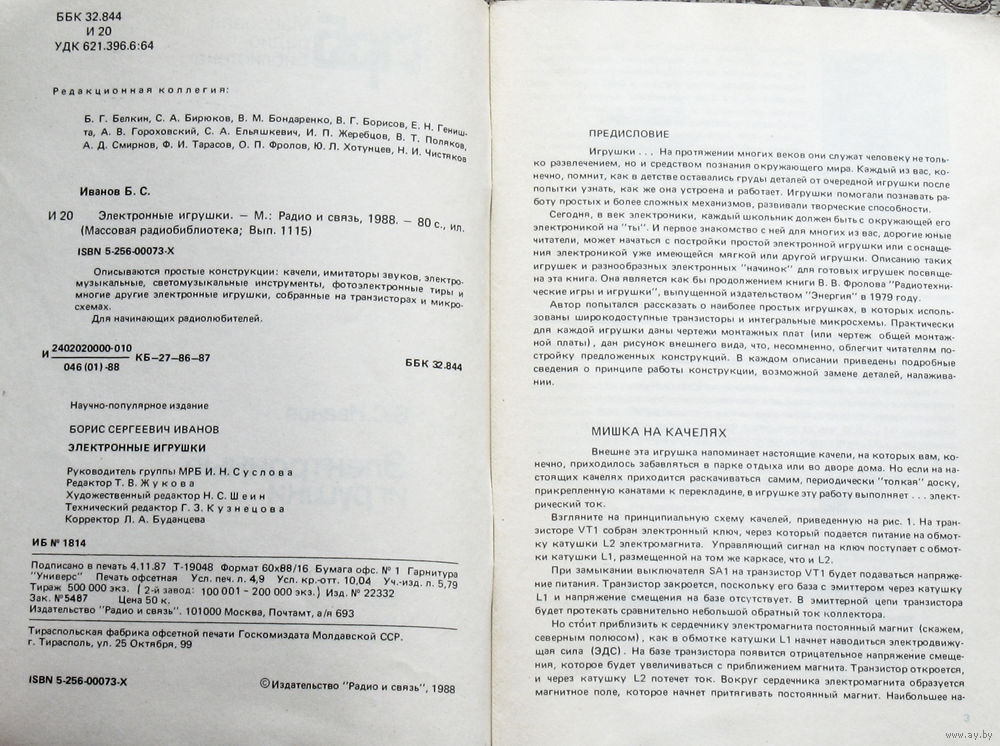 ББК 32.844
И 20
УДК 621.396.6:64
Редакционная коллегия:
Б. Г. Белкин, С. А. Бирюков, В. М. Бондаренко, В. Г. Борисов, Е. Н. Геништ-
та, А. В. Гороховский, С. А. Ельяшкевич, И. П. Жеребцов, В. Т. Поляков,
А. Д. Смирнов, Ф. И. Тарасов, О. П. Фролов, Ю. Л. Хотунцев, Н. И. Чистяков
Иванов Б. С.
И 20 Электронные игрушки. — М.: Радио и связь, 1988. — 80 с., ил.
(Массовая радиобиблиотека; Вып. 1115)
ISBN 5-256-00073-X
Описываются простые конструкции: качели, имитаторы звуков, электро-
музыкальные, светомузыкальные инструменты, фотоэлектронные тиры и
многие другие электронные игрушки, собранные на транзисторах и микро-
схемах.
Для начинающих радиолюбителей.
И 2402020000-010 КБ-27-86-87
046 (01) -88
ББК 32.844
Научно-популярное издание
БОРИС СЕРГЕЕВИЧ ИВАНОВ
ЭЛЕКТРОННЫЕ ИГРУШКИ
Руководитель группы МРБ И. Н. Суслова
Редактор Т. В. Жукова
Художественный редактор Н. С. Шеин
Технический редактор Г. З. Кузнецова
Корректор Л. А. Буданцева
ИБ № 1814
Подписано в печать 4.11.87 Т-19048 Формат 60х88/16 Бумага офс. № 1 Гарнитура
"Универс" Печать офсетная Усл. печ. л. 4,9 Усл. кр.-отт. 10,04 Уч.-изд. л. 5,79
Тираж 500 000 экз. (2-й завод: 100 001 - 200 000 экз.) Изд. № 22332
Зак. №5487 Цена 50 к.
Издательство "Радио и связь". 101000 Москва, Почтамт, а/я 693
Тираспольская фабрика офсетной печати Госкомиздата Молдавской ССР.
г. Тирасполь, ул. 25 Октября, 99
ISBN 5-256-00073-X
© Издательство "Радио и связь", 1988
ПРЕДИСЛОВИЕ
Игрушки . . . На протяжении многих веков они служат человеку не толь-
ко развлечением, но и средством познания окружающего мира. Каждый из вас, ко-
нечно, помнит, как в детстве оставались груды деталей от очередной игрушки после
попытки узнать, как же она устроена и работает. Игрушки помогали познавать ра-
боту простых и более сложных механизмов, развивали творческие способности.
Сегодня, в век электроники, каждый школьник должен быть с окружающей его
электроникой на "ты". И первое знакомство с ней для многих из вас, дорогие юные
читатели, может начаться с постройки простой электронной игрушки или с оснаще-
ния электроникой уже имеющейся мягкой или другой игрушки. Описанию таких
игрушек и разнообразных электронных "начинок" для готовых игрушек посвяще-
на эта книга. Она является как бы продолжением книги В. В. Фролова "Радиотехни-
ческие игры и игрушки", выпущенной издательством "Энергия" в 1979 году.
Автор попытался рассказать о наиболее простых игрушках, в которых исполь-
зованы широкодоступные транзисторы и интегральные микросхемы. Практически
для каждой игрушки даны чертежи монтажных плат (или чертеж общей монтаж-
ной платы), дан рисунок внешнего вида, что, несомненно, облегчит читателям по-
стройку предложенных конструкций. В каждом описании приведены подробные
сведения о принципе работы конструкции, возможной замене деталей, налажива-
нии.
МИШКА НА КАЧЕЛЯХ
Внешне эта игрушка напоминает настоящие качели, на которых вам, ко-
нечно, приходилось забавляться в парке отдыха или во дворе дома. Но если на на-
стоящих качелях приходится раскачиваться самим, периодически "толкая" доску,
прикрепленную канатами к перекладине, в игрушке эту работу выполняет . . . элект-
рический ток.
Взгляните на принципиальную схему качелей, приведенную на рис. 1. На тран-
зисторе VT1 собран электронный ключ, через который подается питание на обмот-
ку катушки L2 электромагнита. Управляющий сигнал на ключ поступает с обмот-
ки катушки L1, размещенной на том же каркасе, что и L2.
При замыкании выключателя SA1 на транзистор VT1 будет подаваться напряже-
ние питания. Транзистор закроется, поскольку его база с эмиттером через катушку
L1 и напряжение смещения на базе отсутствует. В эмиттерной цепи транзистора
будет протекать сравнительно небольшой обратный ток коллектора.
Но сто́ит приблизить к сердечнику электромагнита постоянный магнит (скажем,
северным полюсом), как в обмотке катушки L1 начнет наводиться электродви-
жущая сила (ЭДС). На базе транзистора появится отрицательное напряжение смеще-
ния, которое будет увеличиваться с приближением магнита. Транзистор откроется,
и через катушку L2 потечет ток. Вокруг сердечника электромагнита образуется
магнитное поле, которое начнет притягивать постоянный магнит. Наибольшее на-
3
www.ay.by